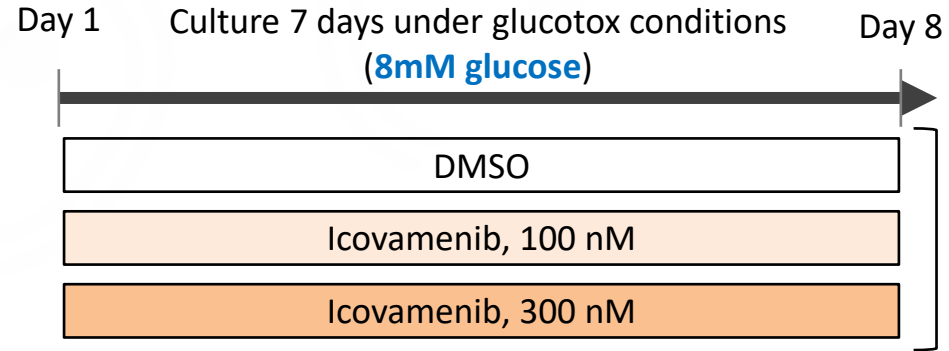 Day 1
Culture 7 days under glucotox conditions
Day 8
(8mM glucose)
DMSO
Icovamenib, 100 nM
Icovamenib, 300 nM